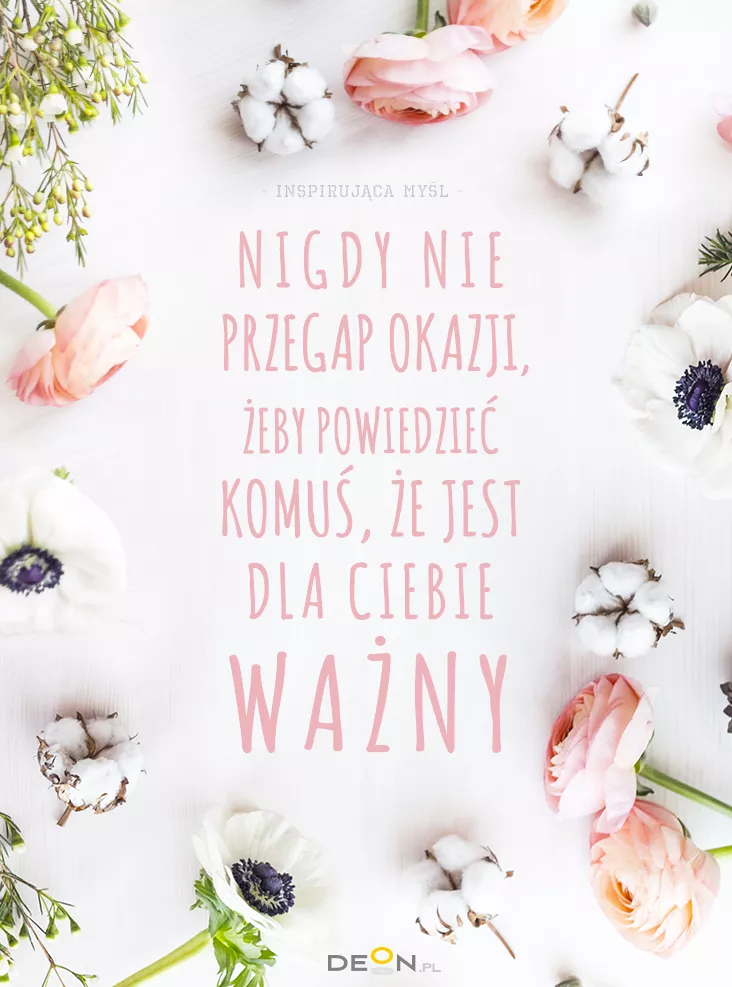 - INSPIRUJĄCA MYŚL -
NIGDY NIE
PRZEGAP OKAZJI,
ŻEBY POWIEDZIEĆ
KOMUŚ, ŻE JEST
DLA CIEBIE
WAŻNY
DEON.PL